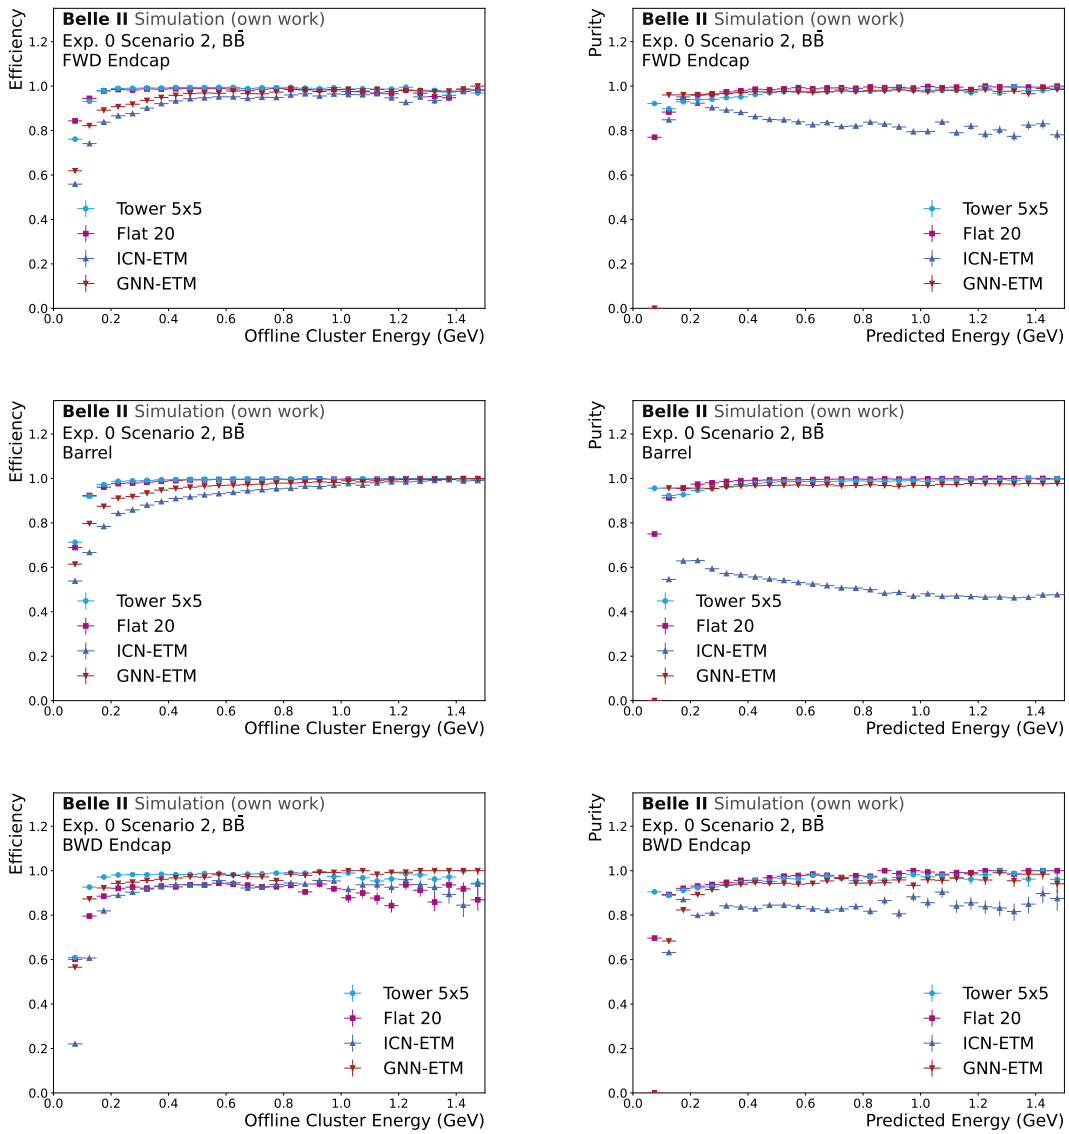 Belle II Simulation (own work)
Exp. 0 Scenario 2, BB̄
FWD Endcap
Efficiency
1.2
1.0
0.8
0.6
0.4
0.2
0.0
Tower 5x5
Flat 20
ICN-ETM
GNN-ETM
0.0 0.2 0.4 0.6 0.8 1.0 1.2 1.4
Offline Cluster Energy (GeV)
Belle II Simulation (own work)
Exp. 0 Scenario 2, BB̄
FWD Endcap
Purity
1.2
1.0
0.8
0.6
0.4
0.2
0.0
Tower 5x5
Flat 20
ICN-ETM
GNN-ETM
0.0 0.2 0.4 0.6 0.8 1.0 1.2 1.4
Predicted Energy (GeV)
Belle II Simulation (own work)
Exp. 0 Scenario 2, BB̄
Barrel
Efficiency
1.2
1.0
0.8
0.6
0.4
0.2
0.0
Tower 5x5
Flat 20
ICN-ETM
GNN-ETM
0.0 0.2 0.4 0.6 0.8 1.0 1.2 1.4
Offline Cluster Energy (GeV)
Belle II Simulation (own work)
Exp. 0 Scenario 2, BB̄
Barrel
Purity
1.2
1.0
0.8
0.6
0.4
0.2
0.0
Tower 5x5
Flat 20
ICN-ETM
GNN-ETM
0.0 0.2 0.4 0.6 0.8 1.0 1.2 1.4
Predicted Energy (GeV)
Belle II Simulation (own work)
Exp. 0 Scenario 2, BB̄
BWD Endcap
Efficiency
1.2
1.0
0.8
0.6
0.4
0.2
0.0
Tower 5x5
Flat 20
ICN-ETM
GNN-ETM
0.0 0.2 0.4 0.6 0.8 1.0 1.2 1.4
Offline Cluster Energy (GeV)
Belle II Simulation (own work)
Exp. 0 Scenario 2, BB̄
BWD Endcap
Purity
1.2
1.0
0.8
0.6
0.4
0.2
0.0
Tower 5x5
Flat 20
ICN-ETM
GNN-ETM
0.0 0.2 0.4 0.6 0.8 1.0 1.2 1.4
Predicted Energy (GeV)